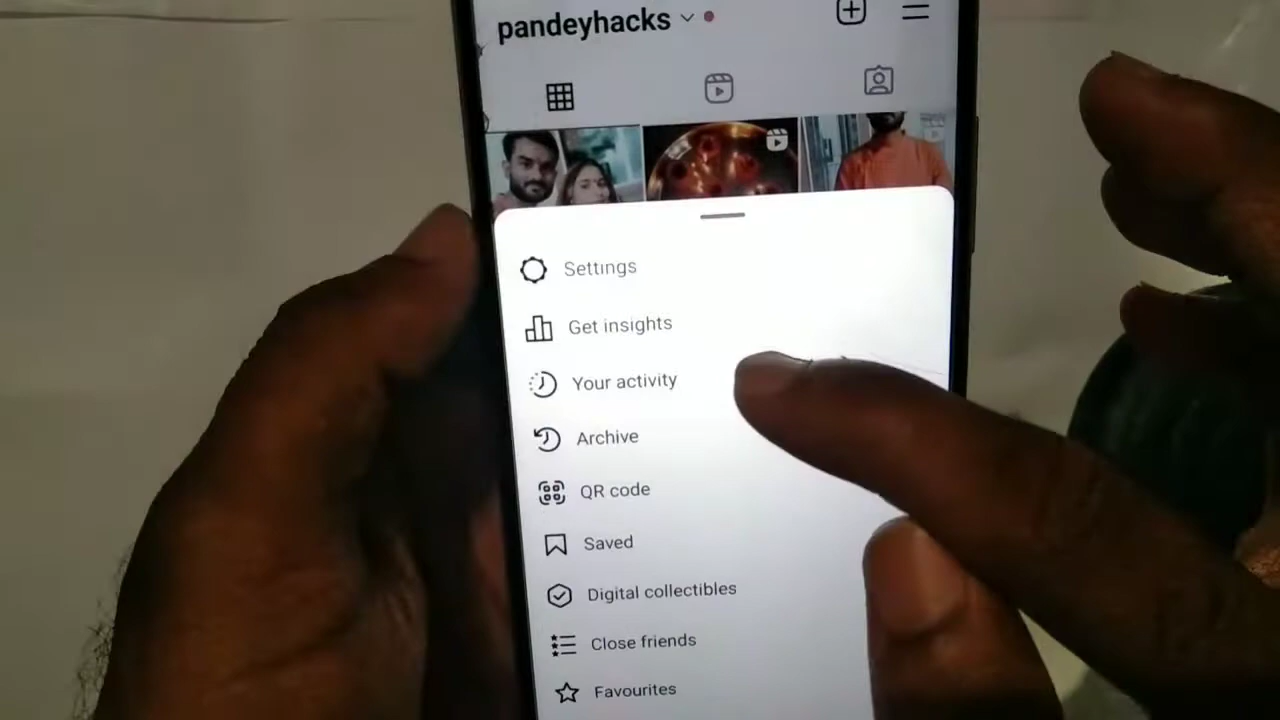 pandeyhacks
Settings
Get insights
Your activity
Archive
QR code
Saved
Digital collectibles
Close friends
Favourites